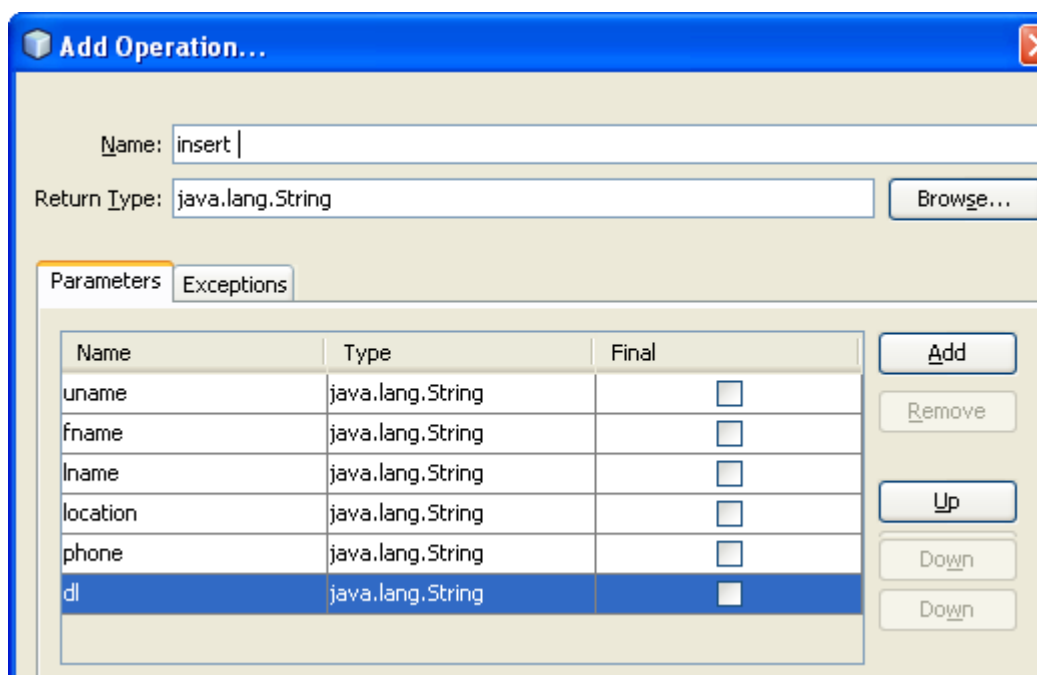 Add Operation...
Name: insert
Return Type: java.lang.String Browse...
Parameters Exceptions
Name Type Final Add
uname java.lang.String
Remove
fname java.lang.String
lname java.lang.String
location java.lang.String Up
phone java.lang.String Down
dl java.lang.String Down